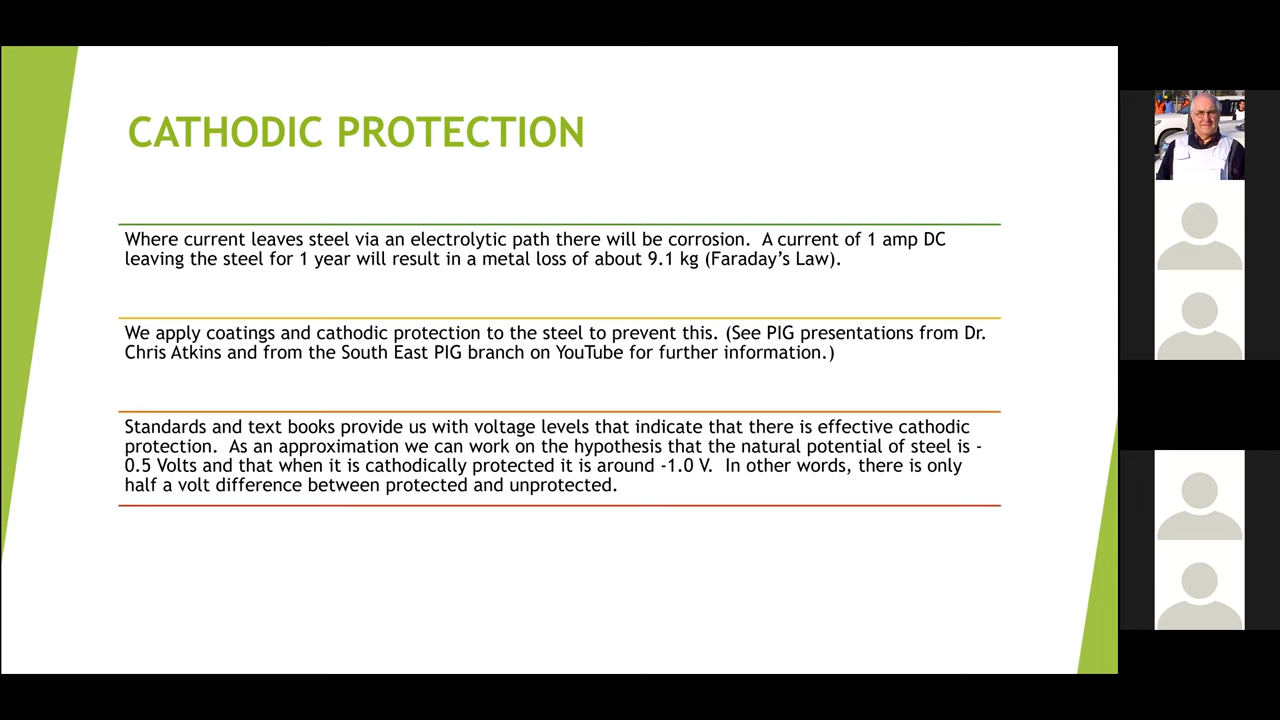 CATHODIC PROTECTION
Where current leaves steel via an electrolytic path there will be corrosion.  A current of 1 amp DC
leaving the steel for 1 year will result in a metal loss of about 9.1 kg (Faraday’s Law).
We apply coatings and cathodic protection to the steel to prevent this. (See PIG presentations from Dr.
Chris Atkins and from the South East PIG branch on YouTube for further information.)
Standards and text books provide us with voltage levels that indicate that there is effective cathodic
protection.  As an approximation we can work on the hypothesis that the natural potential of steel is -
0.5 Volts and that when it is cathodically protected it is around -1.0 V.  In other words, there is only
half a volt difference between protected and unprotected.